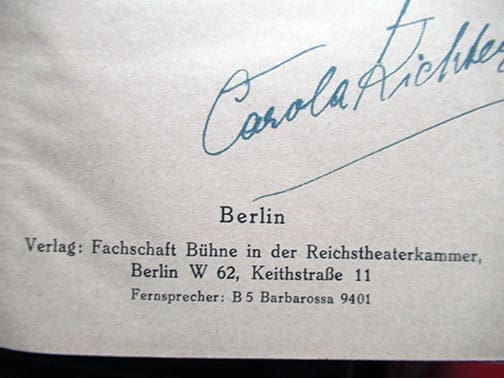 Carola Richter
Berlin
Verlag: Fachschaft Bühne in der Reichstheaterkammer,
Berlin W 62, Keithstraße 11
Fernsprecher: B 5 Barbarossa 9401